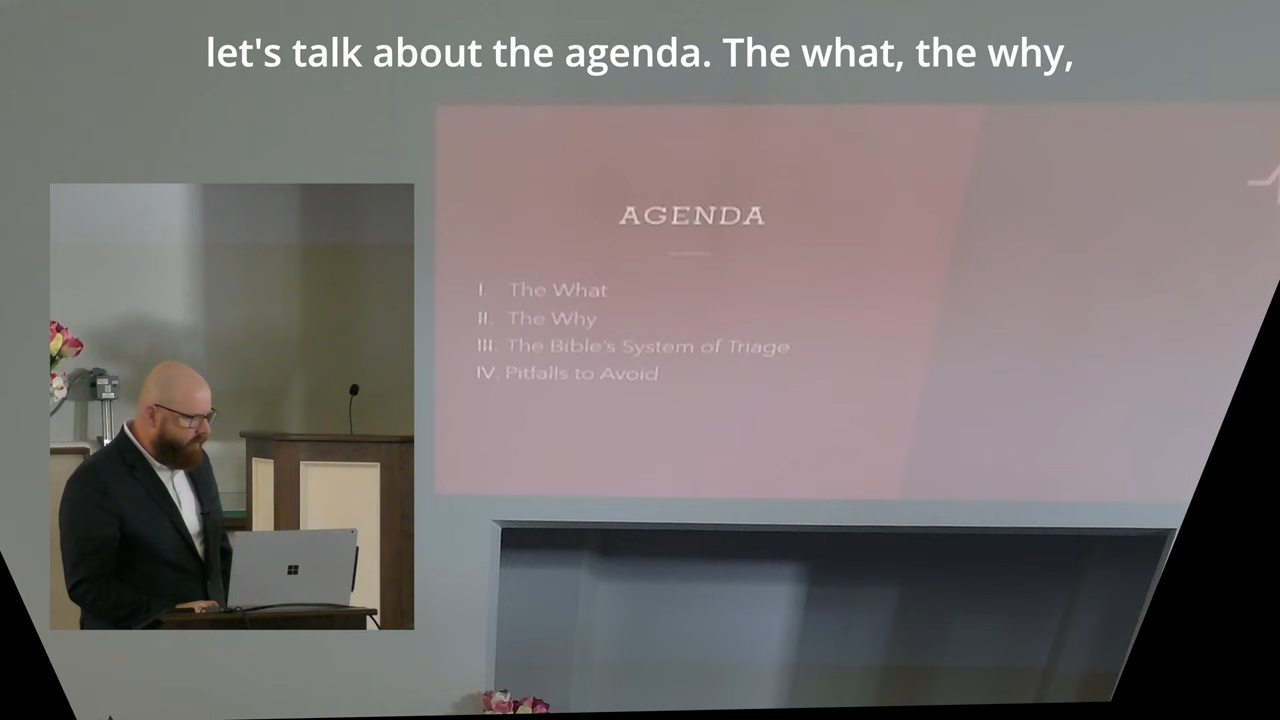 let's talk about the agenda. The what, the why,
AGENDA
I. The What
II. The Why
III. The Bible's System of Triage
IV. Pitfalls to Avoid